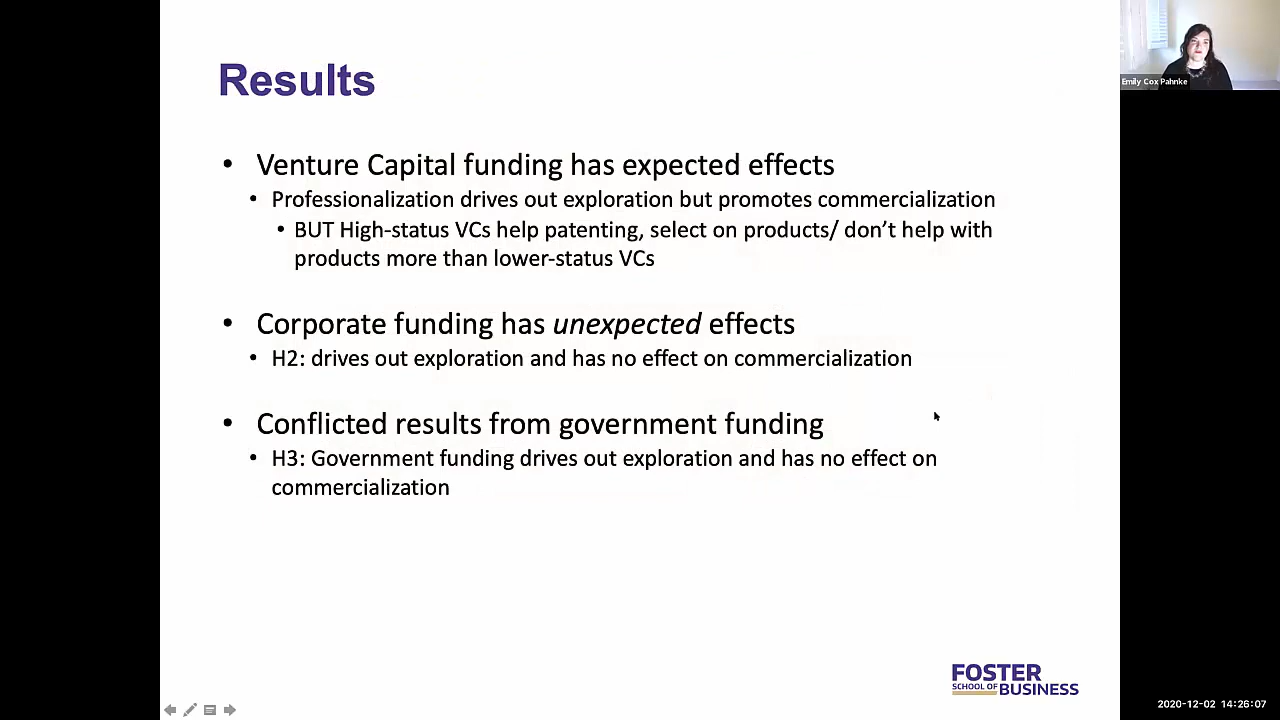 Results
• Venture Capital funding has expected effects
• Professionalization drives out exploration but promotes commercialization
• BUT High-status VCs help patenting, select on products/ don’t help with
products more than lower-status VCs
• Corporate funding has unexpected effects
• H2: drives out exploration and has no effect on commercialization
• Conflicted results from government funding
• H3: Government funding drives out exploration and has no effect on
commercialization
FOSTER
SCHOOL OF BUSINESS
Emily Cox Pahnke
2020-12-02 14:26:07